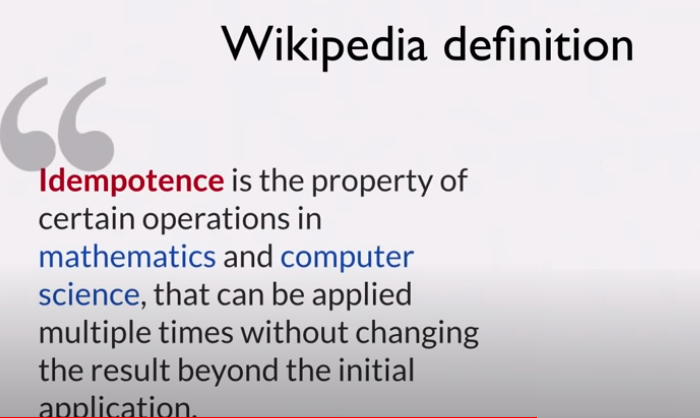 Wikipedia definition
“
Idempotence is the property of
certain operations in
mathematics and computer
science, that can be applied
multiple times without changing
the result beyond the initial
application.